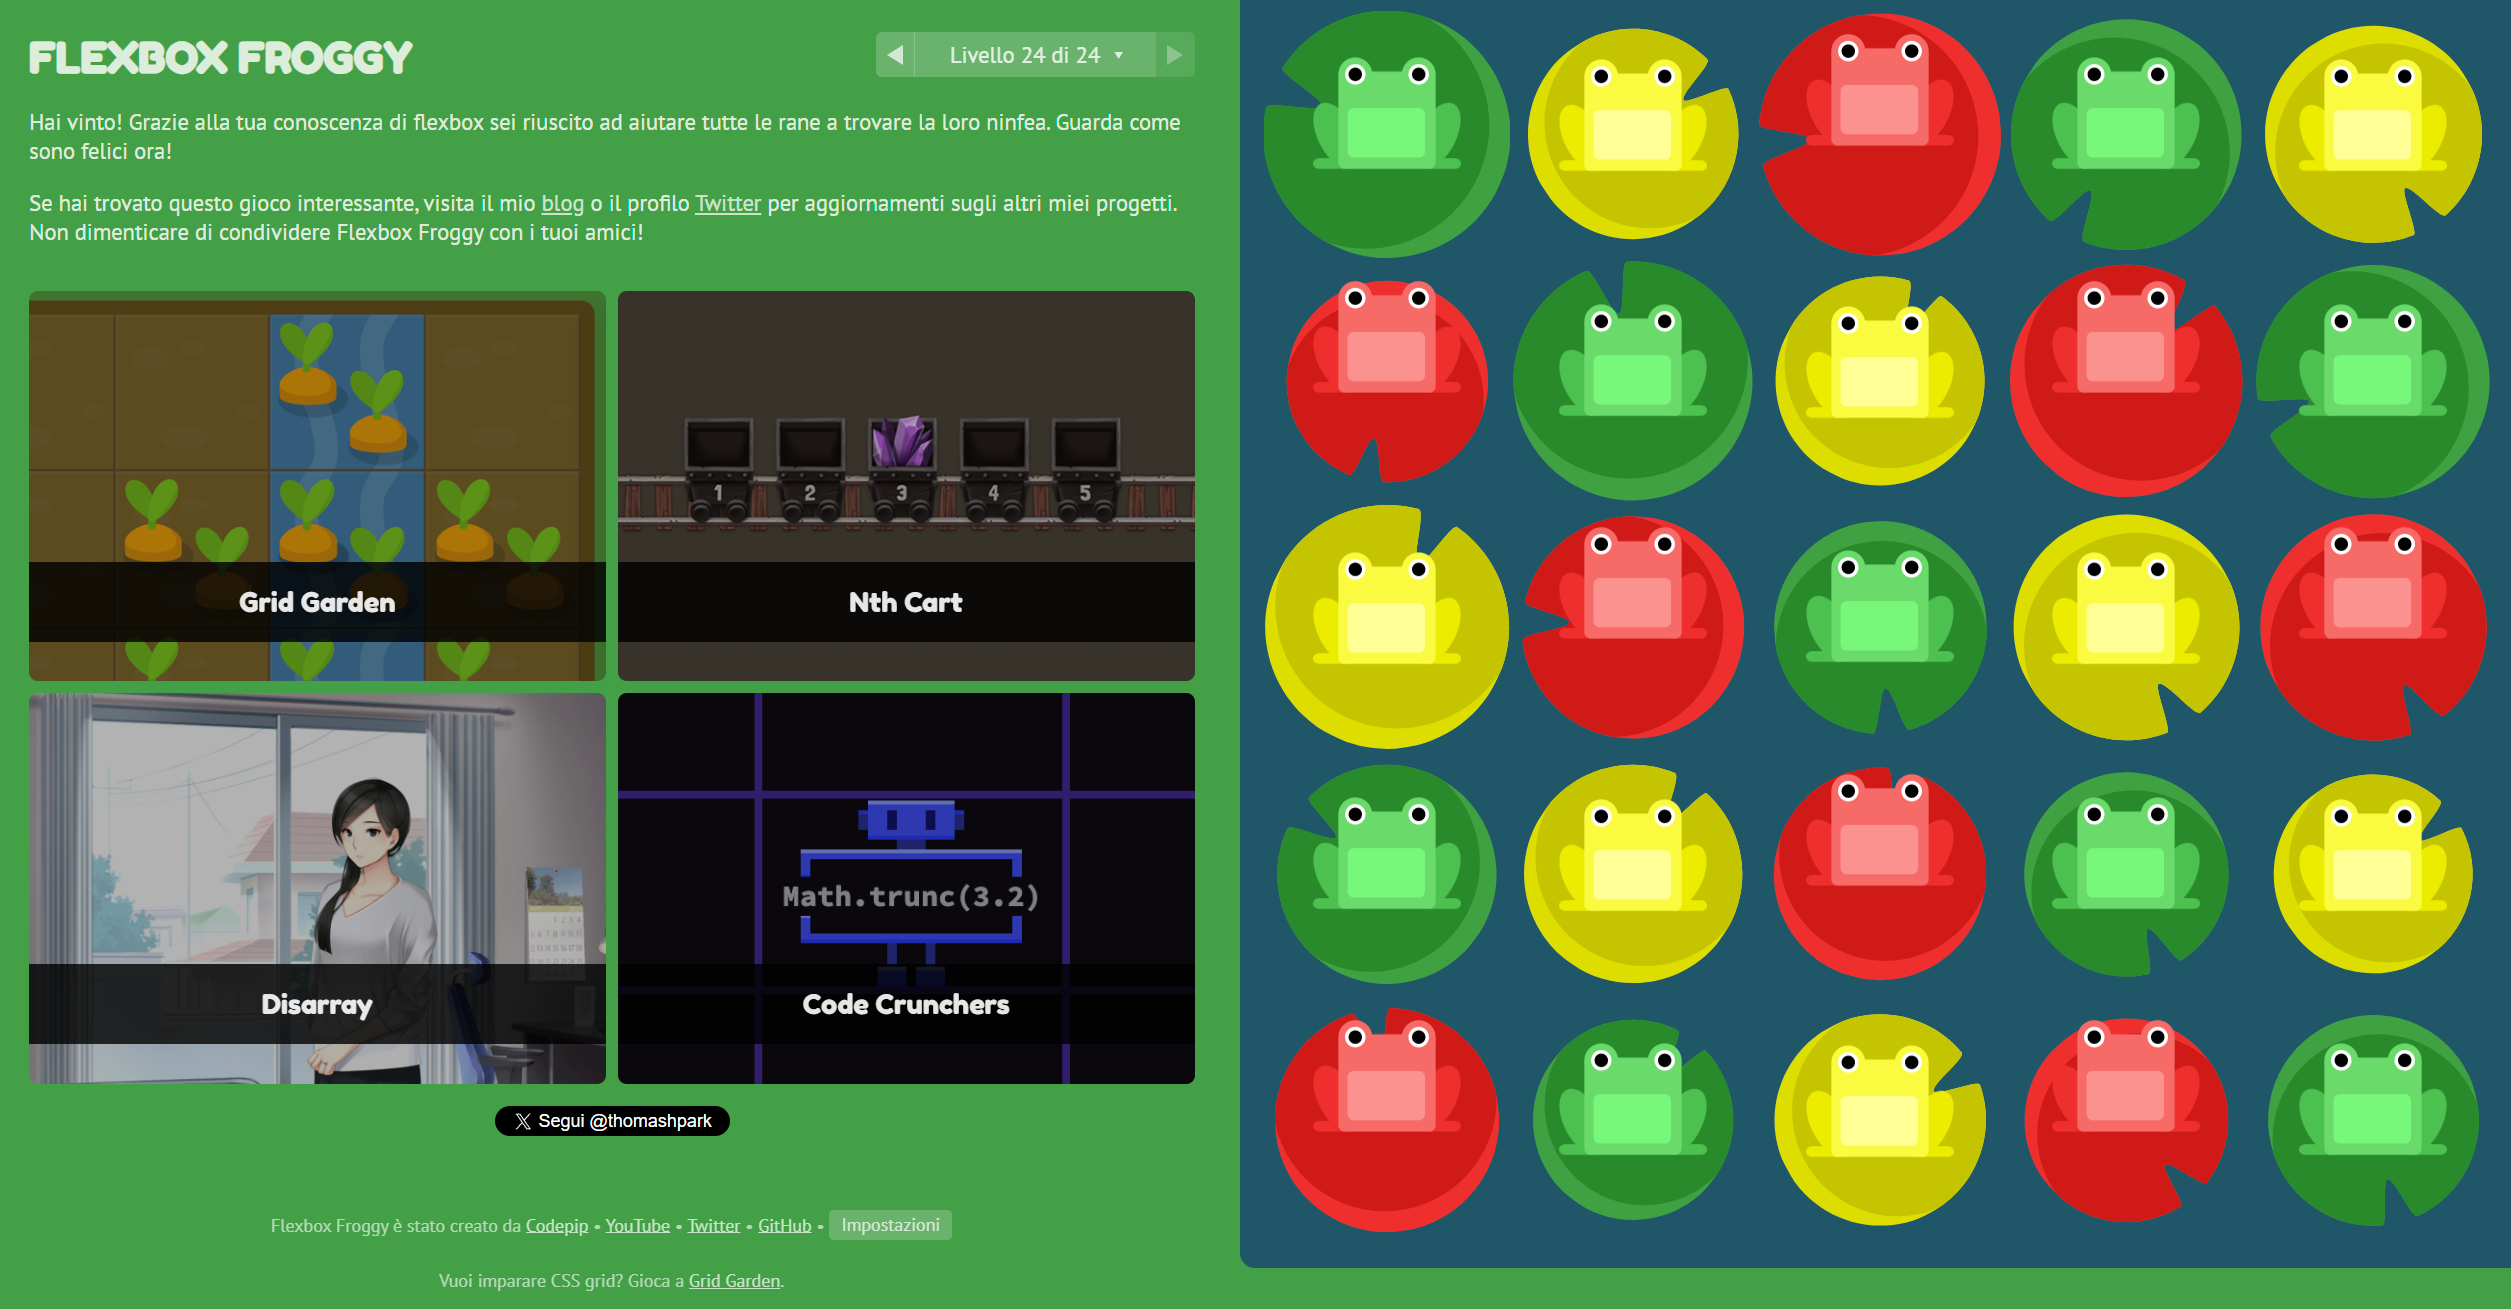 FLEXBOX FROGGY
Livello 24 di 24
Hai vinto! Grazie alla tua conoscenza di flexbox sei riuscito ad aiutare tutte le rane a trovare la loro ninfea. Guarda come
sono felici ora!
Se hai trovato questo gioco interessante, visita il mio blog o il profilo Twitter per aggiornamenti sugli altri miei progetti.
Non dimenticare di condividere Flexbox Froggy con i tuoi amici!
Grid Garden
1 2 3 4 5
Nth Cart
Disarray
Math.trunc(3.2)
Code Crunchers
Segui @thomashpark
Flexbox Froggy è stato creato da Codepip • YouTube • Twitter • GitHub • Impostazioni
Vuoi imparare CSS grid? Gioca a Grid Garden.